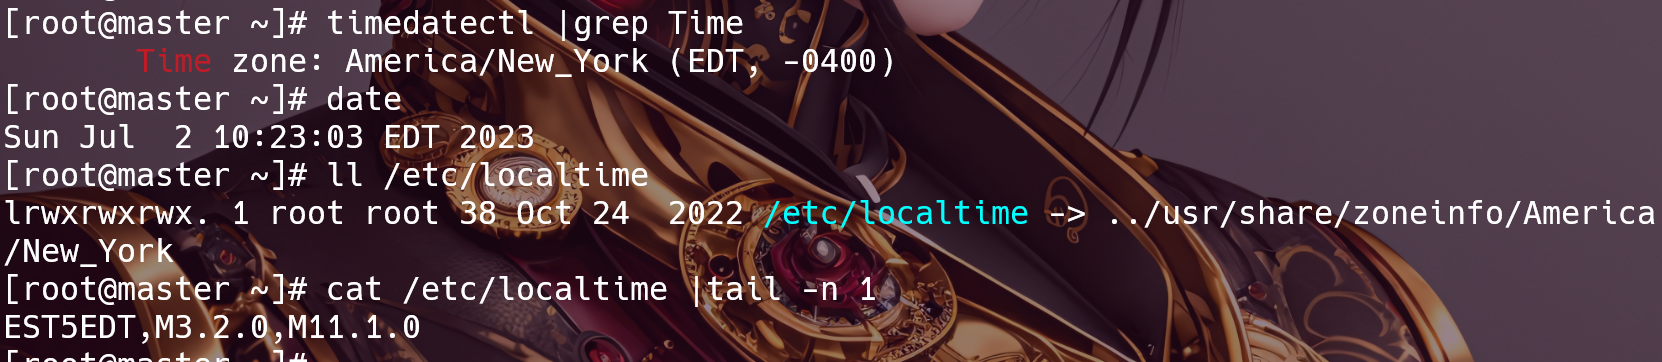 [root@master ~]# timedatectl |grep Time
       Time zone: America/New_York (EDT, -0400)
[root@master ~]# date
Sun Jul  2 10:23:03 EDT 2023
[root@master ~]# ll /etc/localtime
lrwxrwxrwx. 1 root root 38 Oct 24  2022 /etc/localtime -> ../usr/share/zoneinfo/America
/New_York
[root@master ~]# cat /etc/localtime |tail -n 1
EST5EDT,M3.2.0,M11.1.0
[root@master ~]#